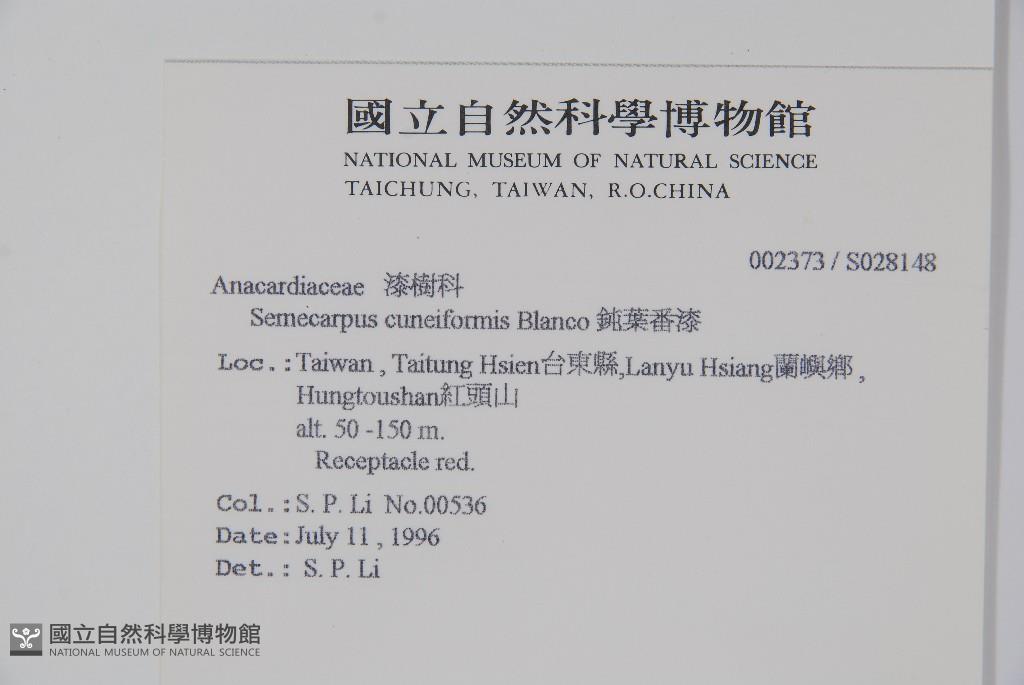 國立自然科學博物館
NATIONAL MUSEUM OF NATURAL SCIENCE
TAICHUNG, TAIWAN, R.O.CHINA
002373 / S028148
Anacardiaceae 漆樹科
Semecarpus cuneiformis Blanco 鈍葉番漆
Loc.:Taiwan , Taitung Hsien台東縣,Lanyu Hsiang蘭嶼鄉 ,
Hungtoushan紅頭山
alt. 50 -150 m.
Receptacle red.
Col.:S. P. Li No.00536
Date:July 11 , 1996
Det.: S. P. Li
國立自然科學博物館
NATIONAL MUSEUM OF NATURAL SCIENCE